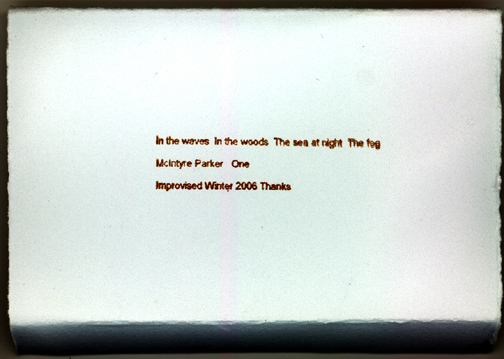 In the waves In the woods The sea at night The fog
McIntyre Parker One
Improvised Winter 2006 Thanks